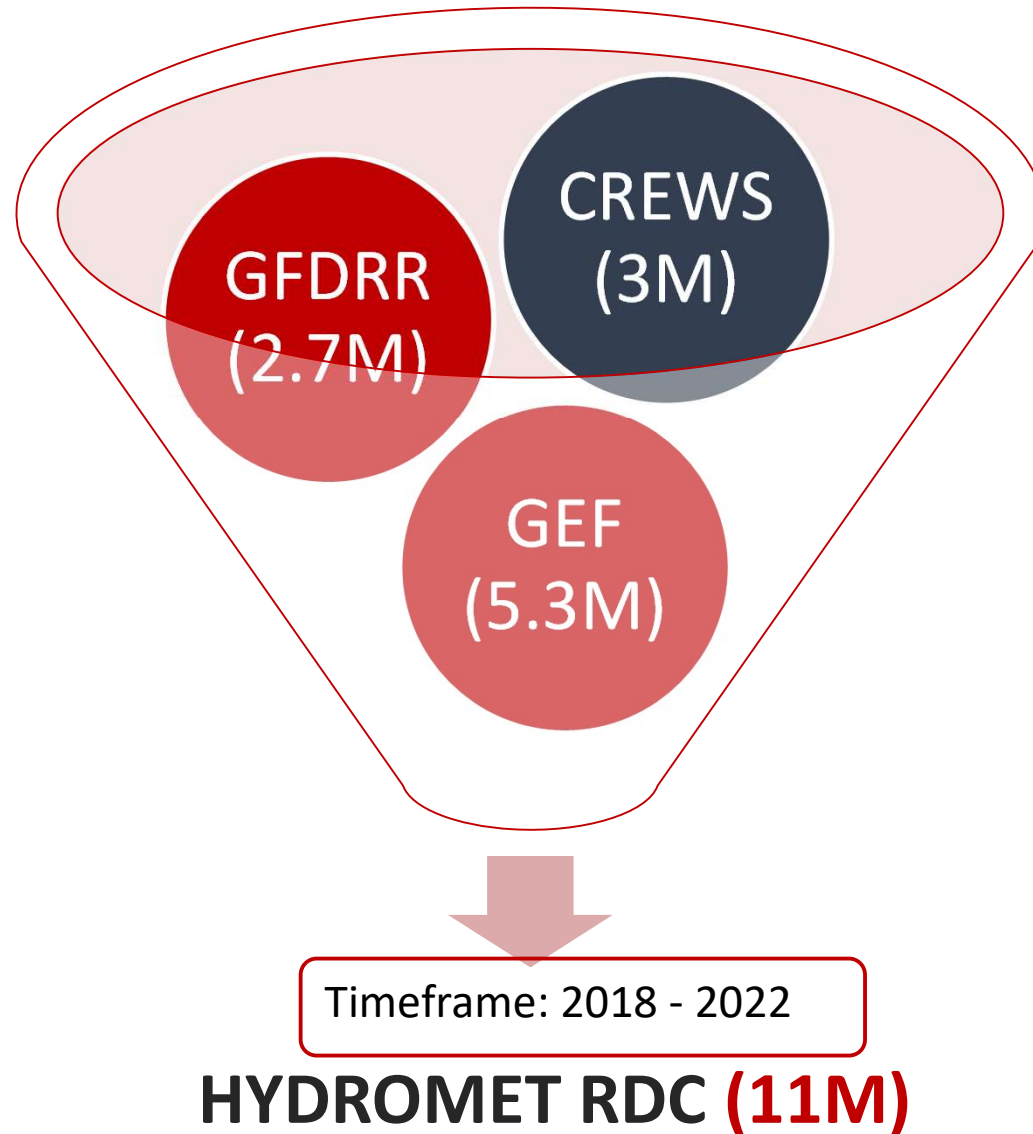 CREWS
(3M)
GFDRR
(2.7M)
GEF
(5.3M)
Timeframe: 2018 - 2022
HYDROMET RDC (11M)